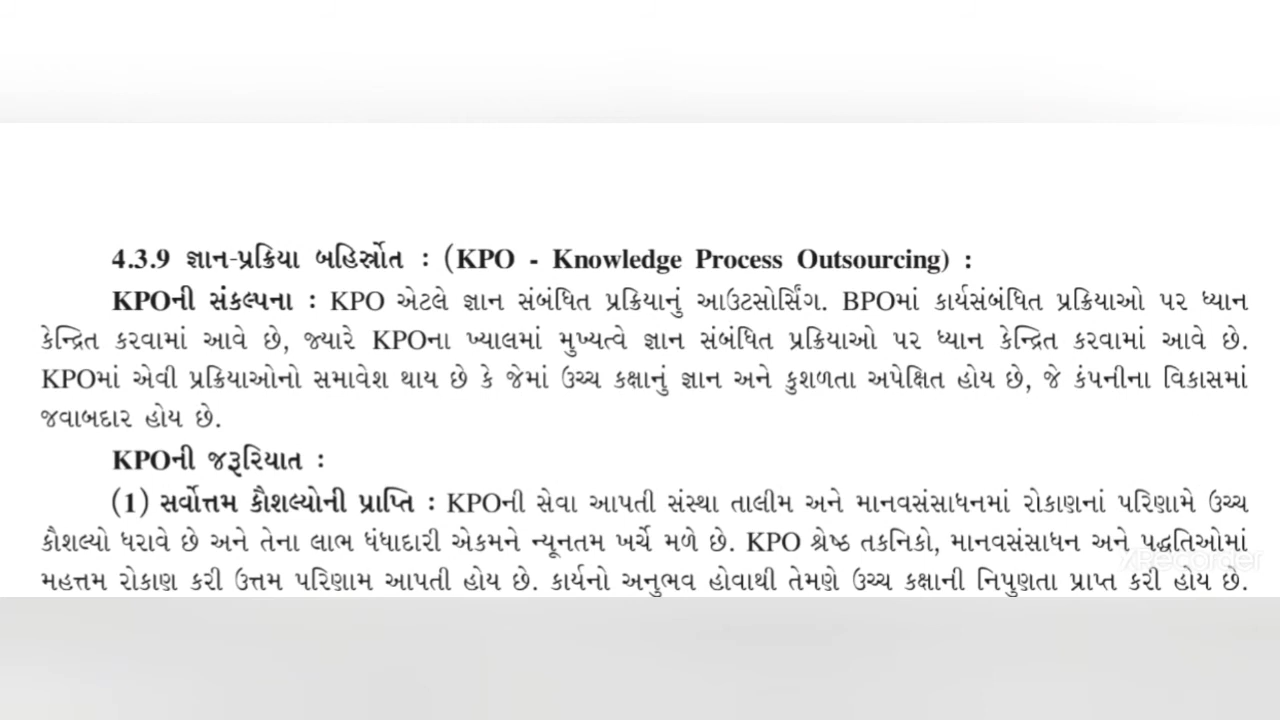 4.3.9 જ્ઞાન-પ્રક્રિયા બહિર્સ્રોત : (KPO - Knowledge Process Outsourcing) :
KPOની સંકલ્પના : KPO એટલે જ્ઞાન સંબંધિત પ્રક્રિયાનું આઉટસોર્સિંગ. BPOમાં કાર્યસંબંધિત પ્રક્રિયાઓ પર ધ્યાન
કેન્દ્રિત કરવામાં આવે છે, જ્યારે KPOના ખ્યાલમાં મુખ્યત્વે જ્ઞાન સંબંધિત પ્રક્રિયાઓ પર ધ્યાન કેન્દ્રિત કરવામાં આવે છે.
KPOમાં એવી પ્રક્રિયાઓનો સમાવેશ થાય છે કે જેમાં ઉચ્ચ કક્ષાનું જ્ઞાન અને કુશળતા અપેક્ષિત હોય છે, જે કંપનીના વિકાસમાં
જવાબદાર હોય છે.
KPOની જરૂરિયાત :
(1) સર્વોત્તમ કૌશલ્યોની પ્રાપ્તિ : KPOની સેવા આપતી સંસ્થા તાલીમ અને માનવસંસાધનમાં રોકાણનાં પરિણામે ઉચ્ચ
કૌશલ્યો ધરાવે છે અને તેના લાભ ધંધાદારી એકમને ન્યૂનતમ ખર્ચે મળે છે. KPO શ્રેષ્ઠ તકનિકો, માનવસંસાધન અને પદ્ધતિઓમાં
XRecorder
મહત્તમ રોકાણ કરી ઉત્તમ પરિણામ આપતી હોય છે. કાર્યનો અનુભવ હોવાથી તેમણે ઉચ્ચ કક્ષાની નિપુણતા પ્રાપ્ત કરી હોય છે.